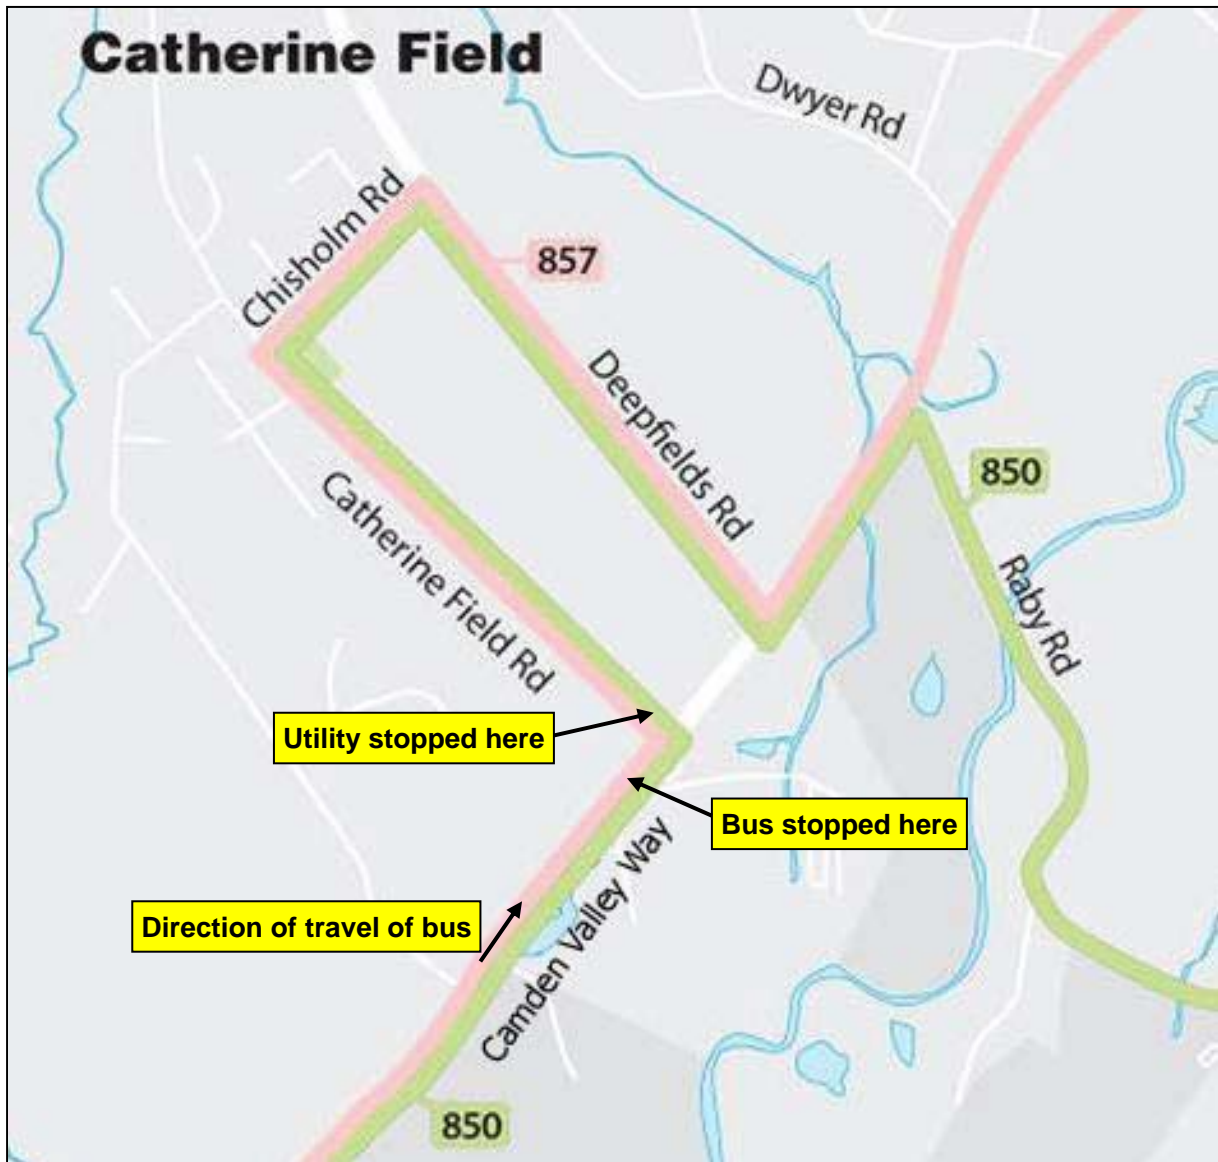 Catherine Field
Dwyer Rd
Chisholm Rd
857
Deepfields Rd
850
Raby Rd
Catherine Field Rd
Utility stopped here
Bus stopped here
Direction of travel of bus
Camden Valley Way
850